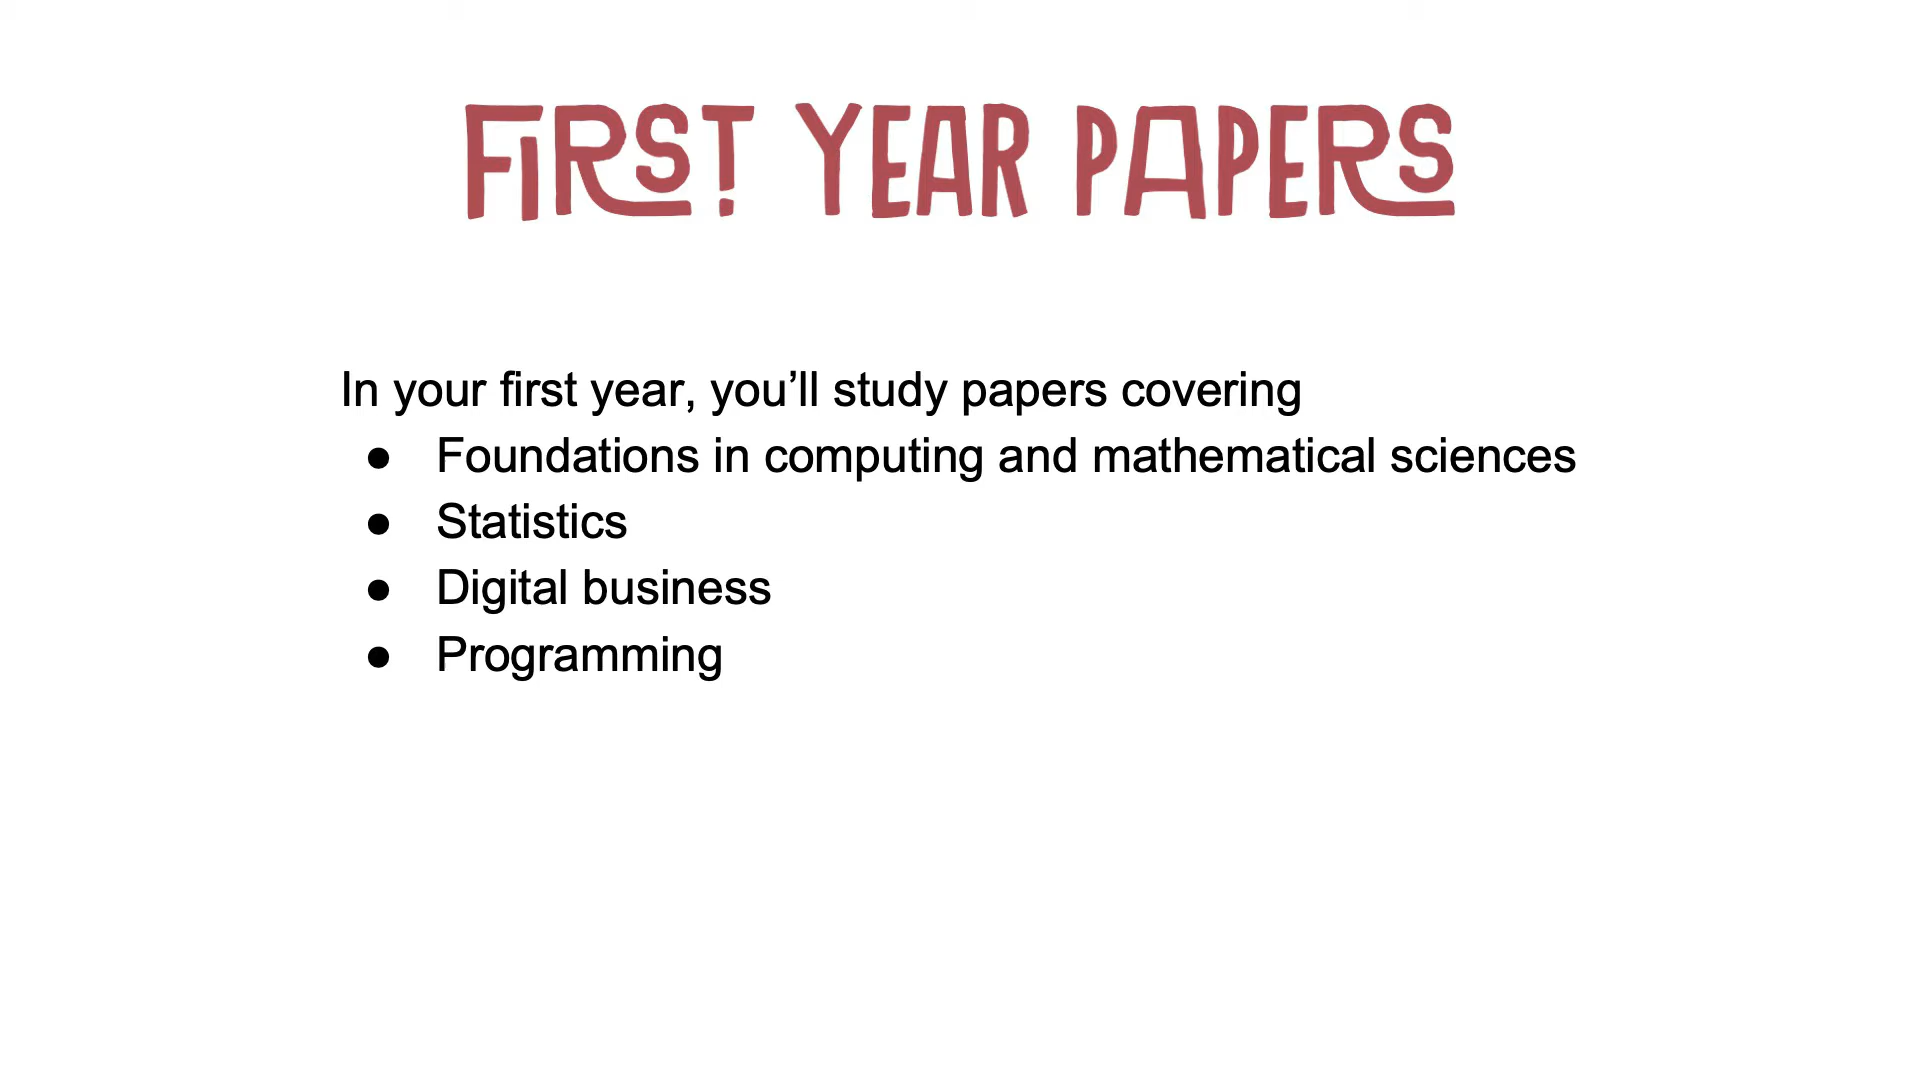 FIRST YEAR PAPERS
In your first year, you’ll study papers covering
● Foundations in computing and mathematical sciences
● Statistics
● Digital business
● Programming